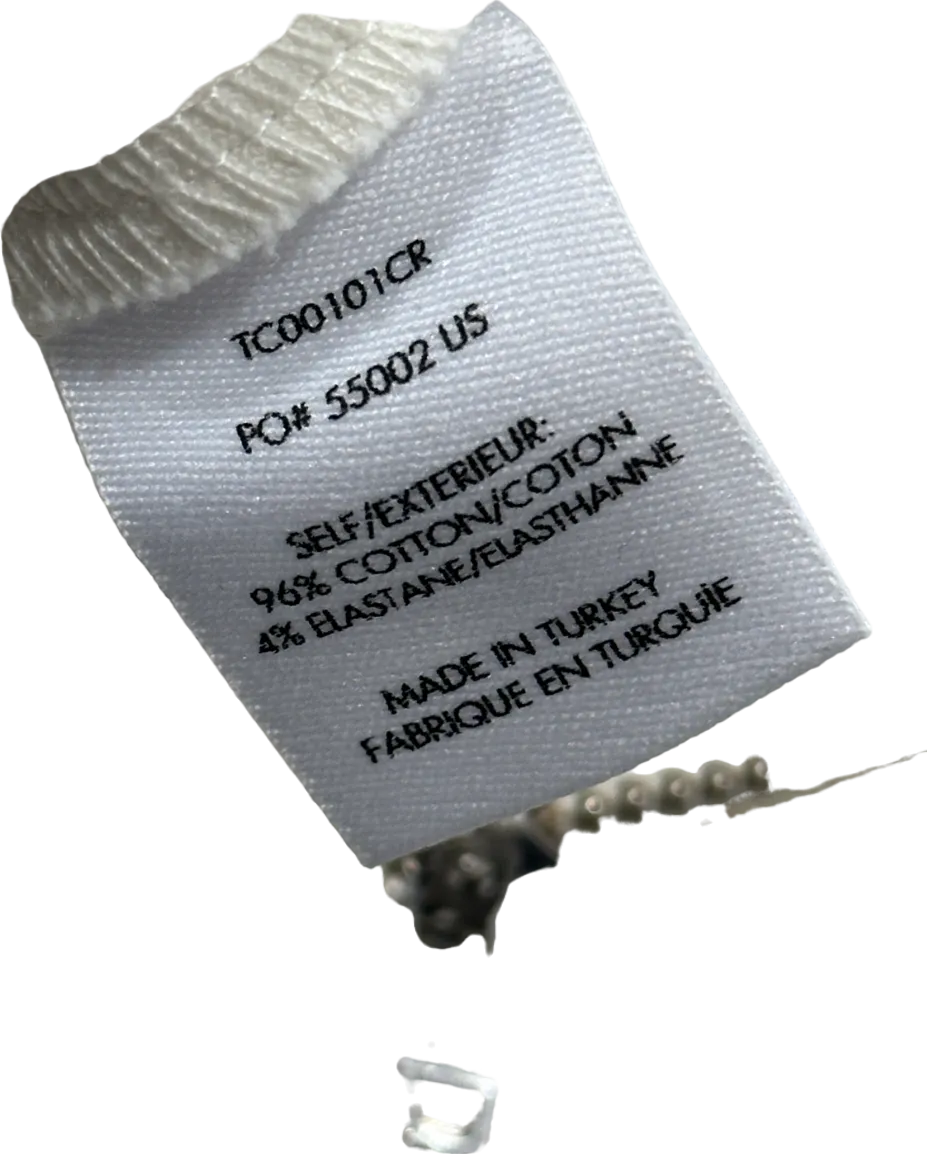 TC00101CR
PO# 55002 US
SELF/EXTERIEUR:
96% COTTON/COTON
4% ELASTANE/ELASTHANNE
MADE IN TURKEY
FABRIQUE EN TURQUIE